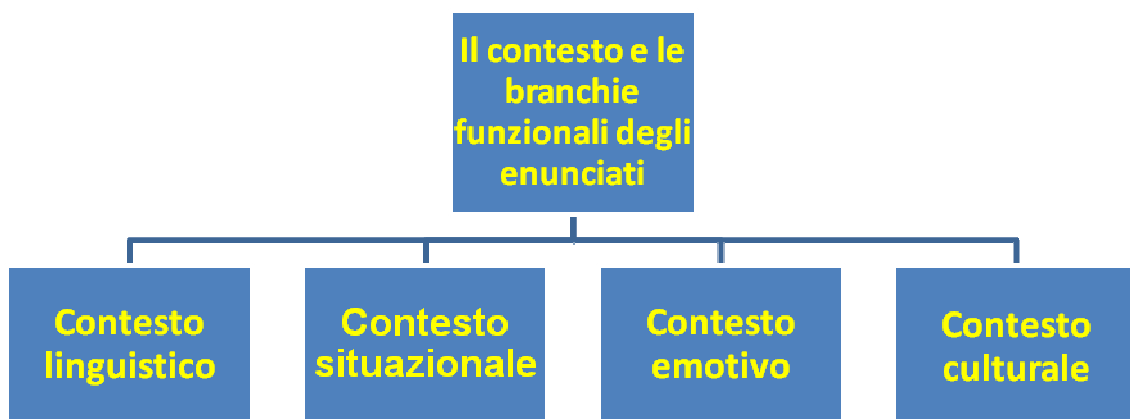 Il contesto e le
branchie
funzionali degli
enunciati
Contesto
linguistico
Contesto
situazionale
Contesto
emotivo
Contesto
culturale